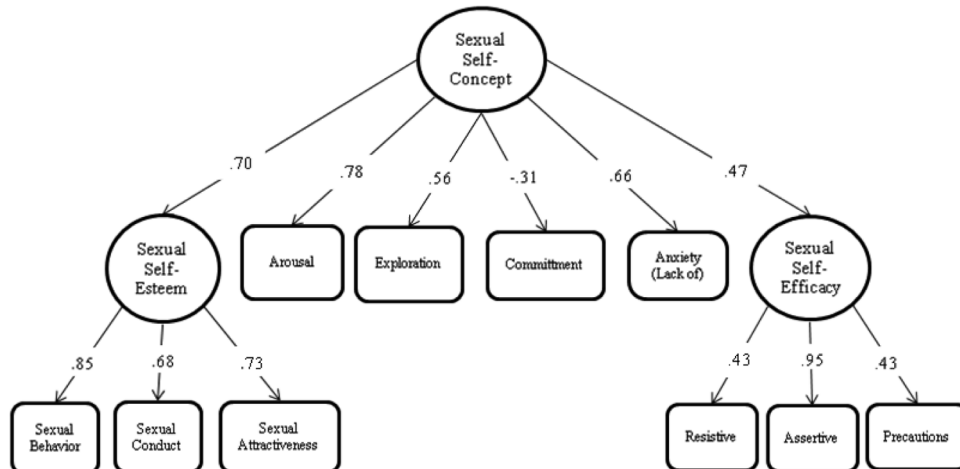 Sexual
Self-
Concept
.70
.78
.56
-.31
.66
.47
Sexual
Self-
Esteem
Arousal
Exploration
Committment
Anxiety
(Lack of)
Sexual
Self-
Efficacy
.85
.68
.73
.43
.95
.43
Sexual
Behavior
Sexual
Conduct
Sexual
Attractiveness
Resistive
Assertive
Precautions